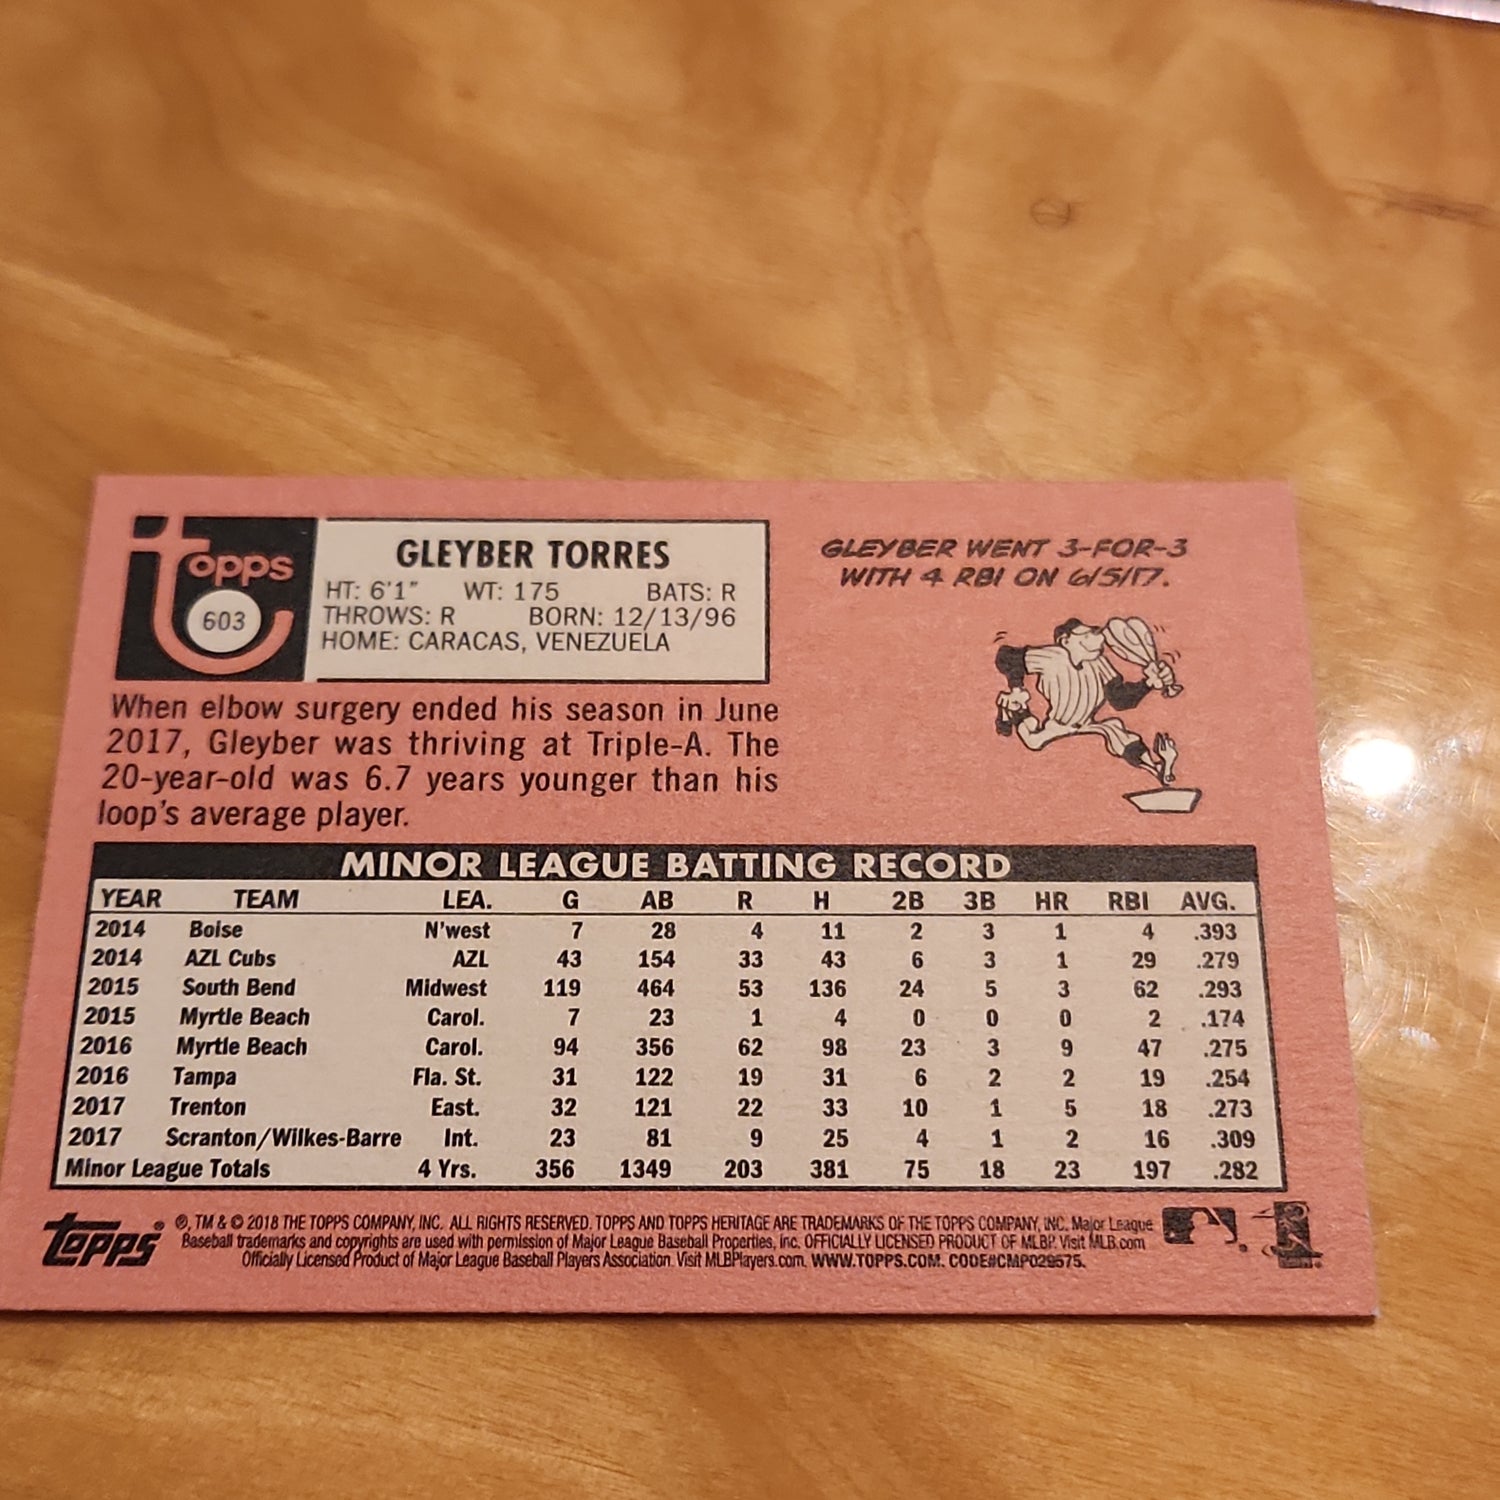 Topps
603
GLEYBER TORRES
HT: 6'1" WT: 175 BATS: R
THROWS: R BORN: 12/13/96
HOME: CARACAS, VENEZUELA
GLEYBER WENT 3-FOR-3
WITH 4 RBI ON 6/5/17.
When elbow surgery ended his season in June
2017, Gleyber was thriving at Triple-A. The
20-year-old was 6.7 years younger than his
loop's average player.
MINOR LEAGUE BATTING RECORD
YEAR TEAM LEA. G AB R H 2B 3B HR RBI AVG.
2014 Boise N'west 7 28 4 11 2 3 1 4 .393
2014 AZL Cubs AZL 43 154 33 43 6 3 1 29 .279
2015 South Bend Midwest 119 464 53 136 24 5 3 62 .293
2015 Myrtle Beach Carol. 7 23 1 4 0 0 0 2 .174
2016 Myrtle Beach Carol. 94 356 62 98 23 3 9 47 .275
2016 Tampa Fla. St. 31 122 19 31 6 2 2 19 .254
2017 Trenton East. 32 121 22 33 10 1 5 18 .273
2017 Scranton/Wilkes-Barre Int. 23 81 9 25 4 1 2 16 .309
Minor League Totals 4 Yrs. 356 1349 203 381 75 18 23 197 .282
Topps ®, TM & © 2018 THE TOPPS COMPANY, INC. ALL RIGHTS RESERVED. TOPPS AND TOPPS HERITAGE ARE TRADEMARKS OF THE TOPPS COMPANY, INC. Major League
Baseball trademarks and copyrights are used with permission of Major League Baseball Properties, Inc. OFFICIALLY LICENSED PRODUCT OF MLBP. Visit MLB.com
Officially Licensed Product of Major League Baseball Players Association. Visit MLBPlayers.com. WWW.TOPPS.COM. CODE#CMP029575.